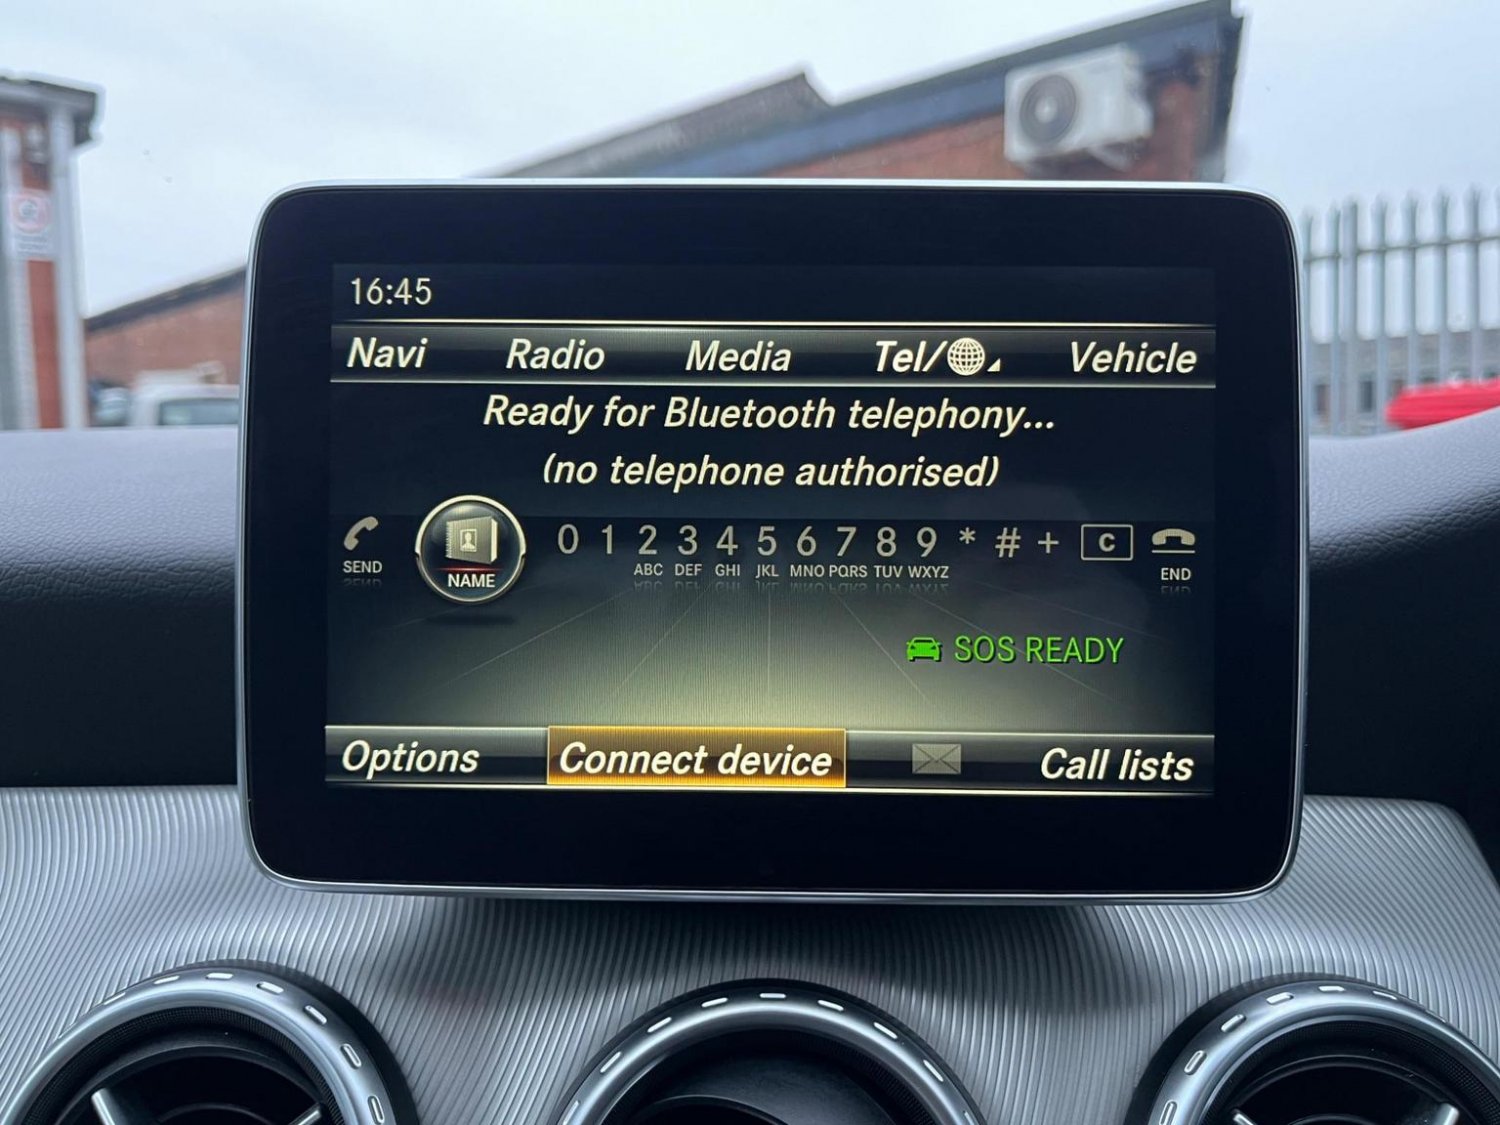 16:45
Navi Radio Media Tel/ Vehicle
Ready for Bluetooth telephony...
(no telephone authorised)
SEND NAME 0 1 2 3 4 5 6 7 8 9 * # + C END
ABC DEF GHI JKL MNO PQRS TUV WXYZ
SOS READY
Options Connect device Call lists